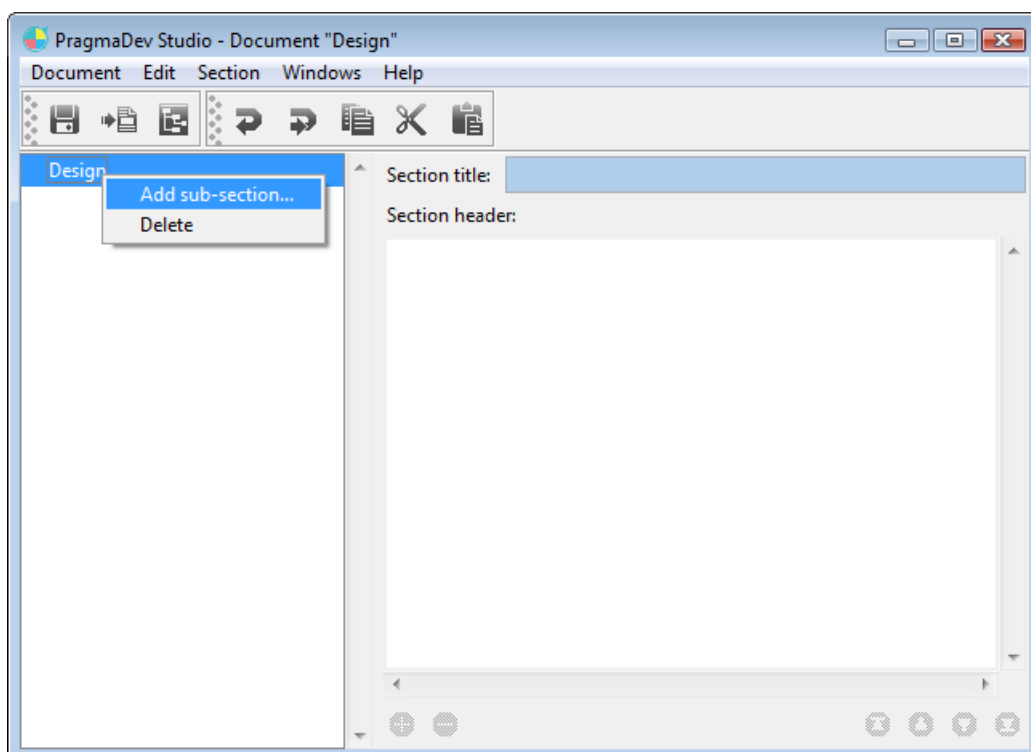 PragmaDev Studio - Document "Design"
Document Edit Section Windows Help
Design
Section title:
Add sub-section...
Section header:
Delete